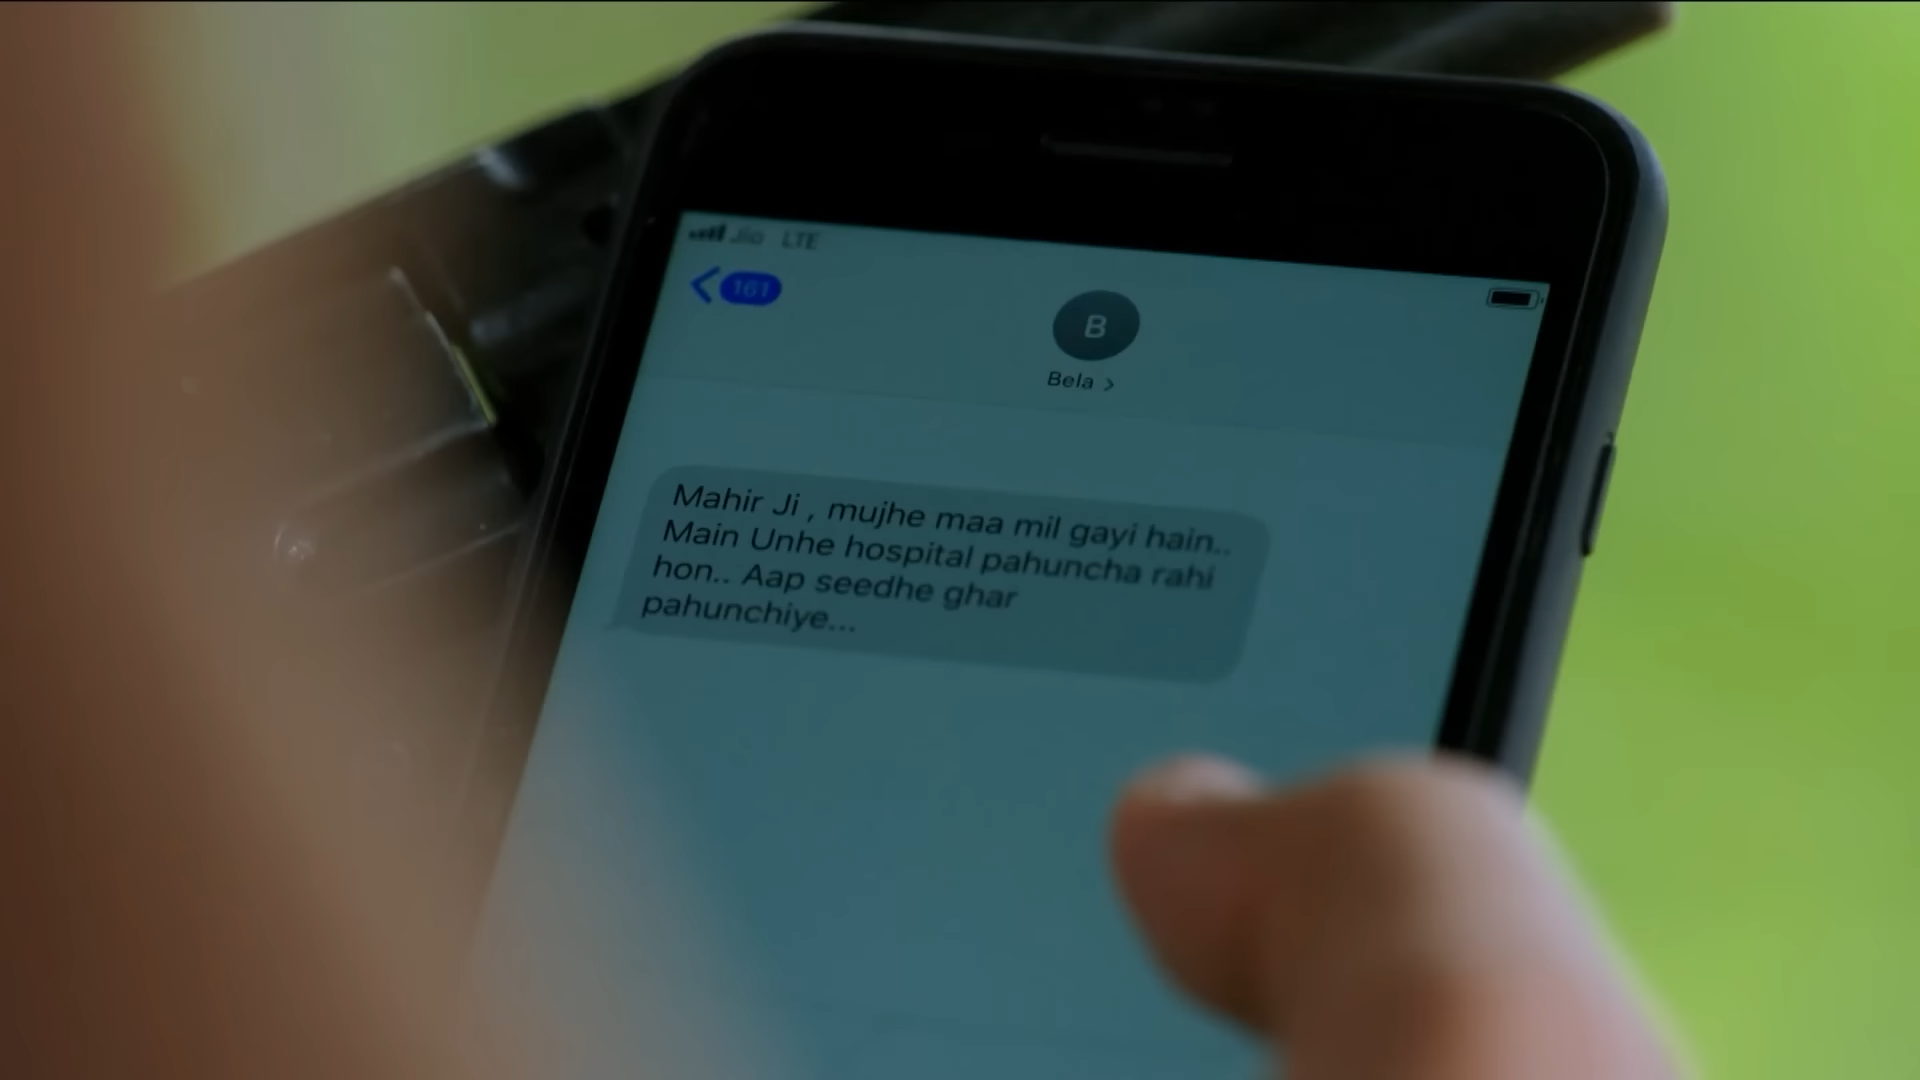 Jio LTE
161
B
Bela >
Mahir Ji , mujhe maa mil gayi hain..
Main Unhe hospital pahuncha rahi
hon.. Aap seedhe ghar
pahunchiye...